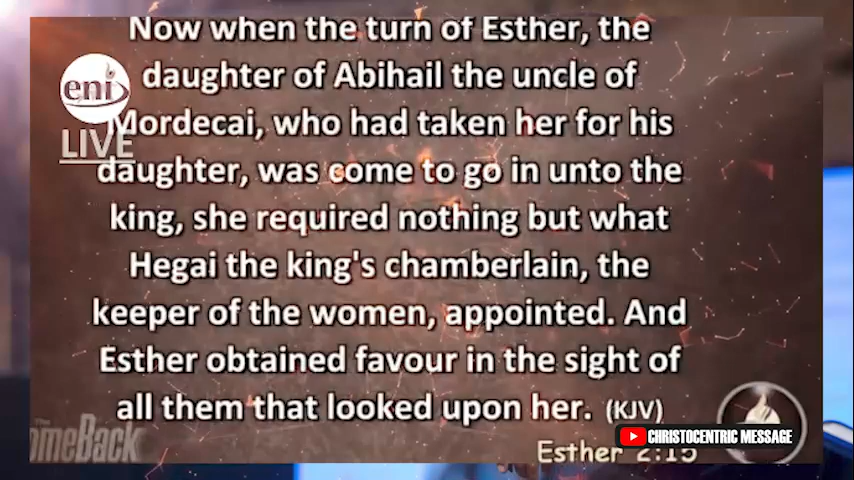 Now when the turn of Esther, the
daughter of Abihail the uncle of
Mordecai, who had taken her for his
daughter, was come to go in unto the
king, she required nothing but what
Hegai the king's chamberlain, the
keeper of the women, appointed. And
Esther obtained favour in the sight of
all them that looked upon her. (KJV)
Esther 2:15
eni
LIVE
The
omeBack
CHRISTOCENTRIC MESSAGE